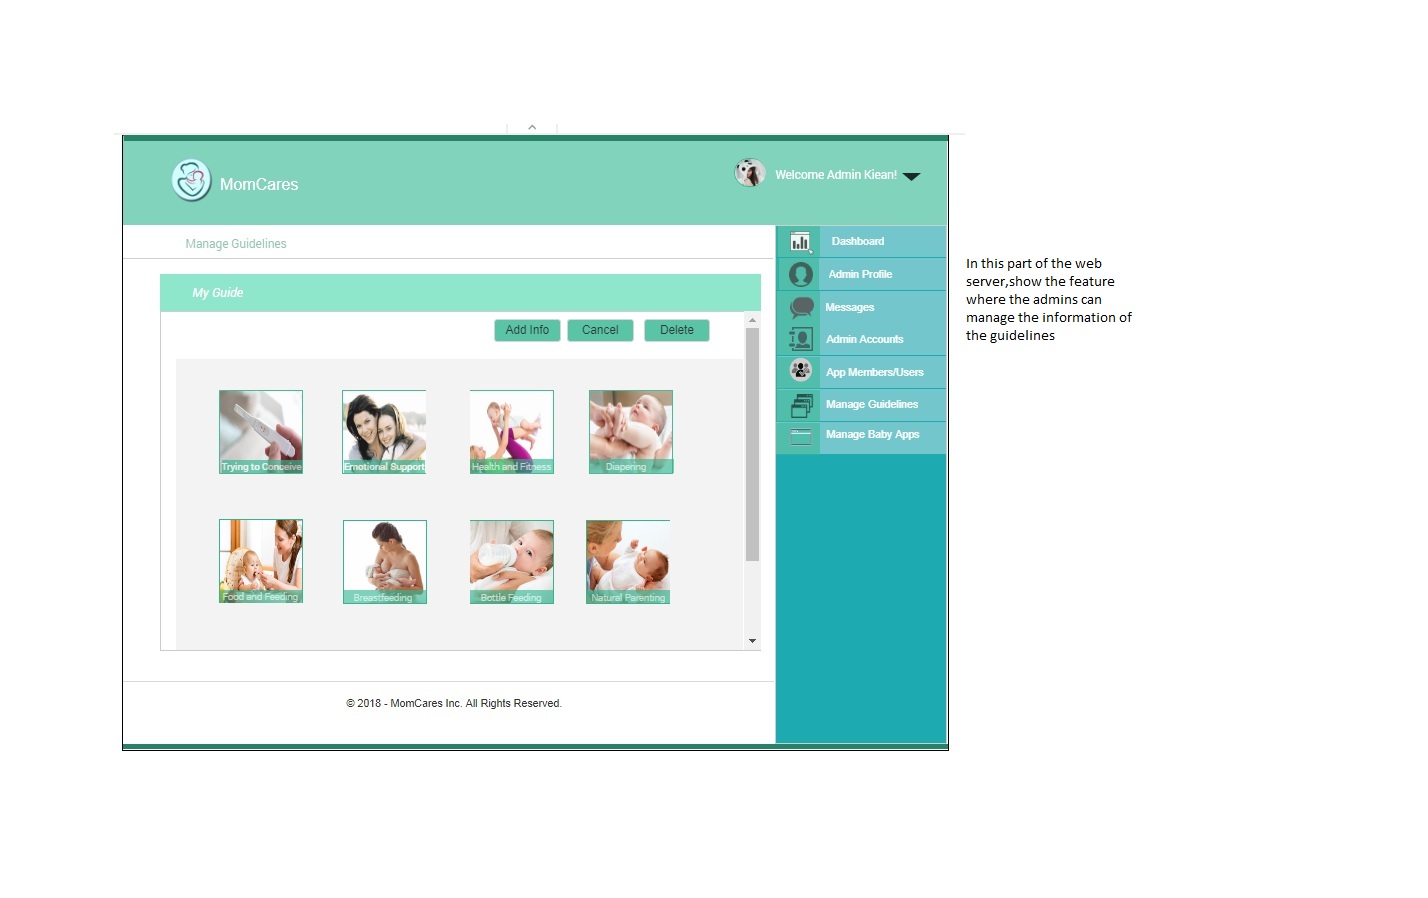 MomCares
Welcome Admin Kiean!
Manage Guidelines
My Guide
Add Info
Cancel
Delete
Trying to Conceive
Emotional Support
Health and Fitness
Diapering
Food and Feeding
Breastfeeding
Bottle Feeding
Natural Parenting
© 2018 - MomCares Inc. All Rights Reserved.
Dashboard
Admin Profile
Messages
Admin Accounts
App Members/Users
Manage Guidelines
Manage Baby Apps
In this part of the web
server,show the feature
where the admins can
manage the information of
the guidelines